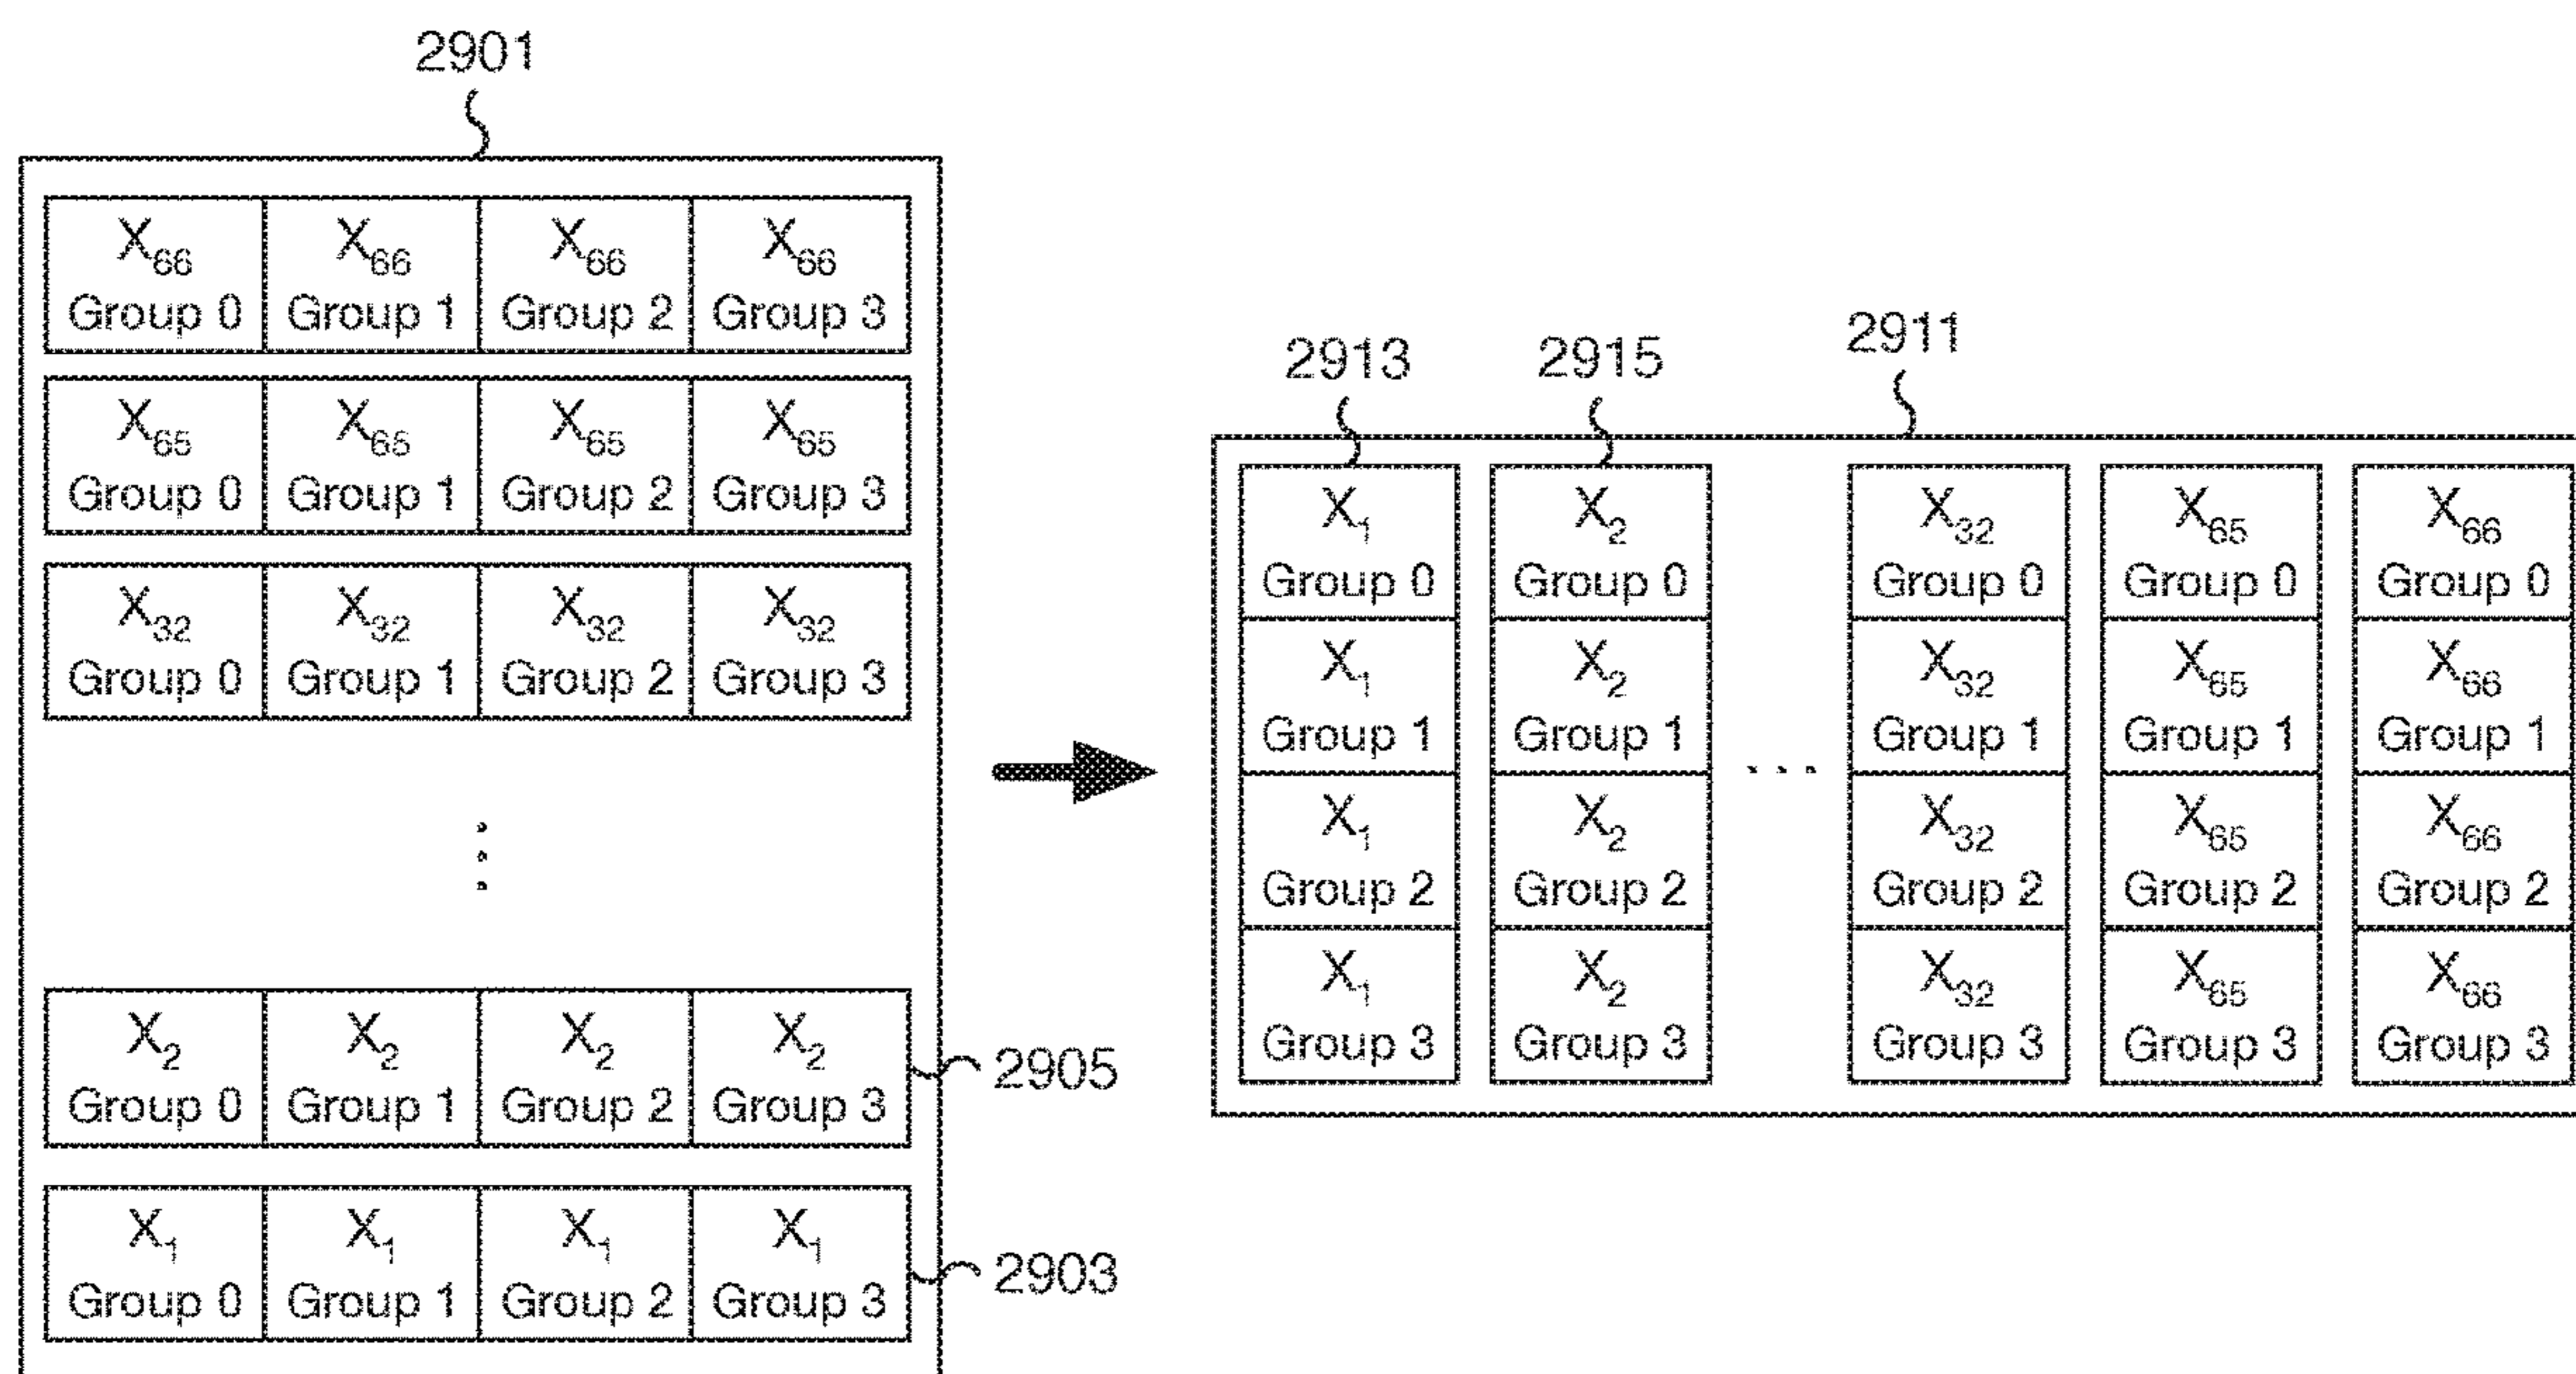 2901
X₆₆ X₆₆ X₆₆ X₆₆
Group 0 Group 1 Group 2 Group 3
X₆₅ X₆₅ X₆₅ X₆₅
Group 0 Group 1 Group 2 Group 3
X₃₂ X₃₂ X₃₂ X₃₂
Group 0 Group 1 Group 2 Group 3
X₂ X₂ X₂ X₂
Group 0 Group 1 Group 2 Group 3
2905
X₁ X₁ X₁ X₁
Group 0 Group 1 Group 2 Group 3
2903
2913 2915 2911
X₁ X₂ X₃₂ X₆₅ X₆₆
Group 0 Group 0 Group 0 Group 0 Group 0
X₁ X₂ X₃₂ X₆₅ X₆₆
Group 1 Group 1 Group 1 Group 1 Group 1
. . .
X₁ X₂ X₃₂ X₆₅ X₆₆
Group 2 Group 2 Group 2 Group 2 Group 2
X₁ X₂ X₃₂ X₆₅ X₆₆
Group 3 Group 3 Group 3 Group 3 Group 3